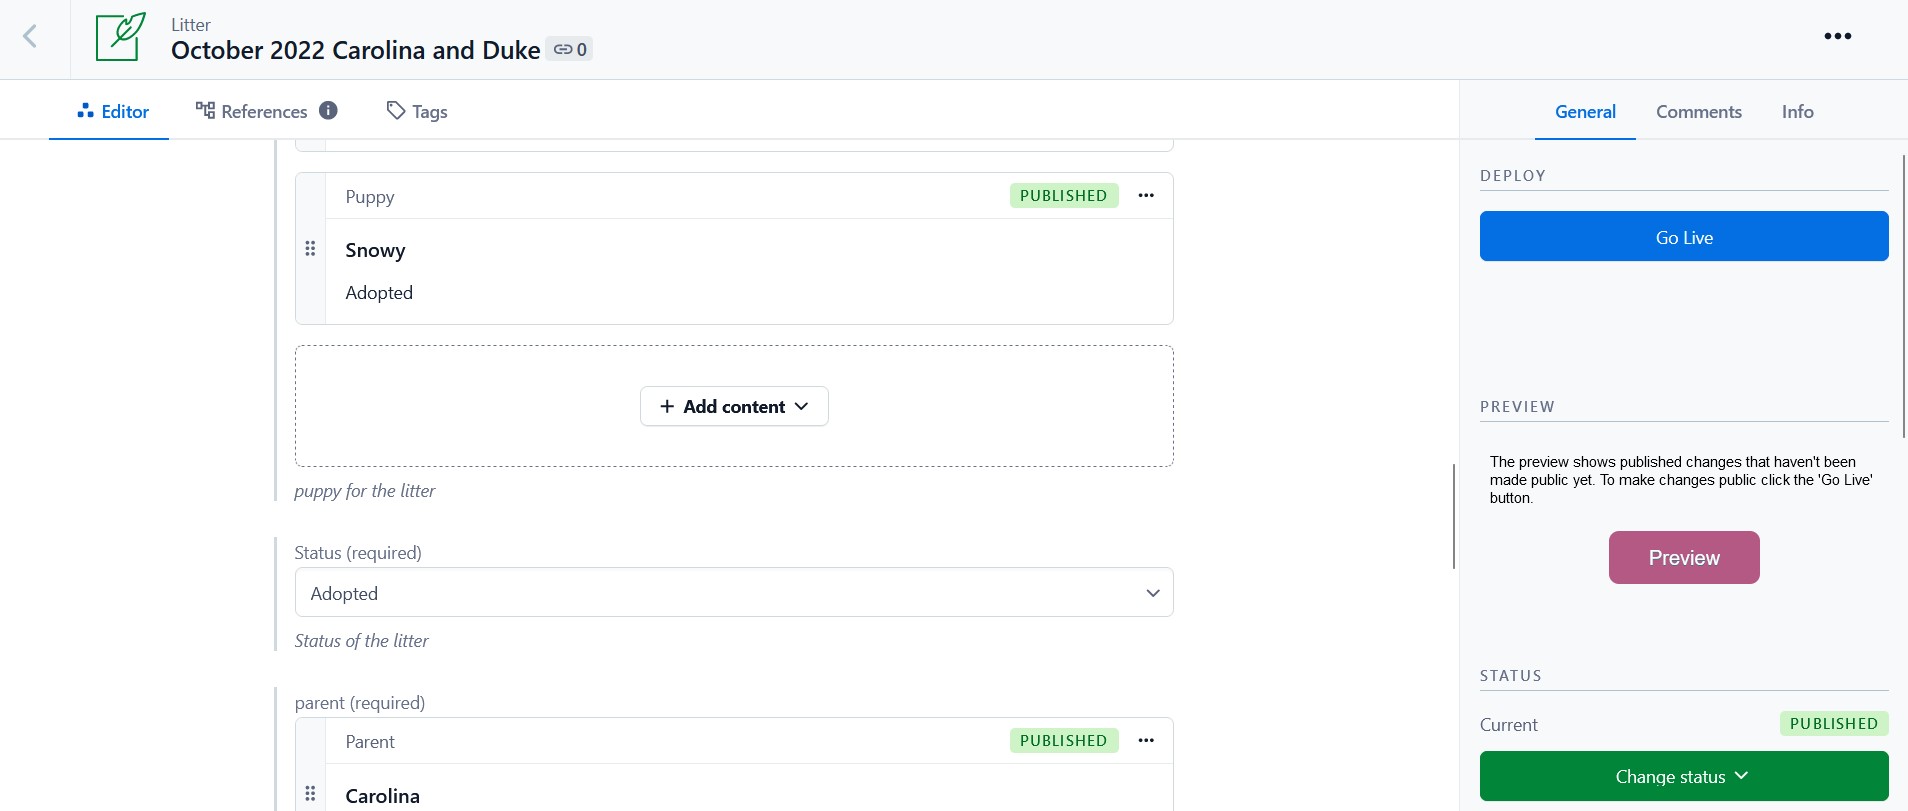 Litter
October 2022 Carolina and Duke 0
Editor
References
Tags
General
Comments
Info
Puppy
PUBLISHED
Snowy
Adopted
+ Add content
puppy for the litter
Status (required)
Adopted
Status of the litter
parent (required)
Parent
PUBLISHED
Carolina
DEPLOY
Go Live
PREVIEW
The preview shows published changes that haven't been
made public yet. To make changes public click the 'Go Live'
button.
Preview
STATUS
Current
PUBLISHED
Change status